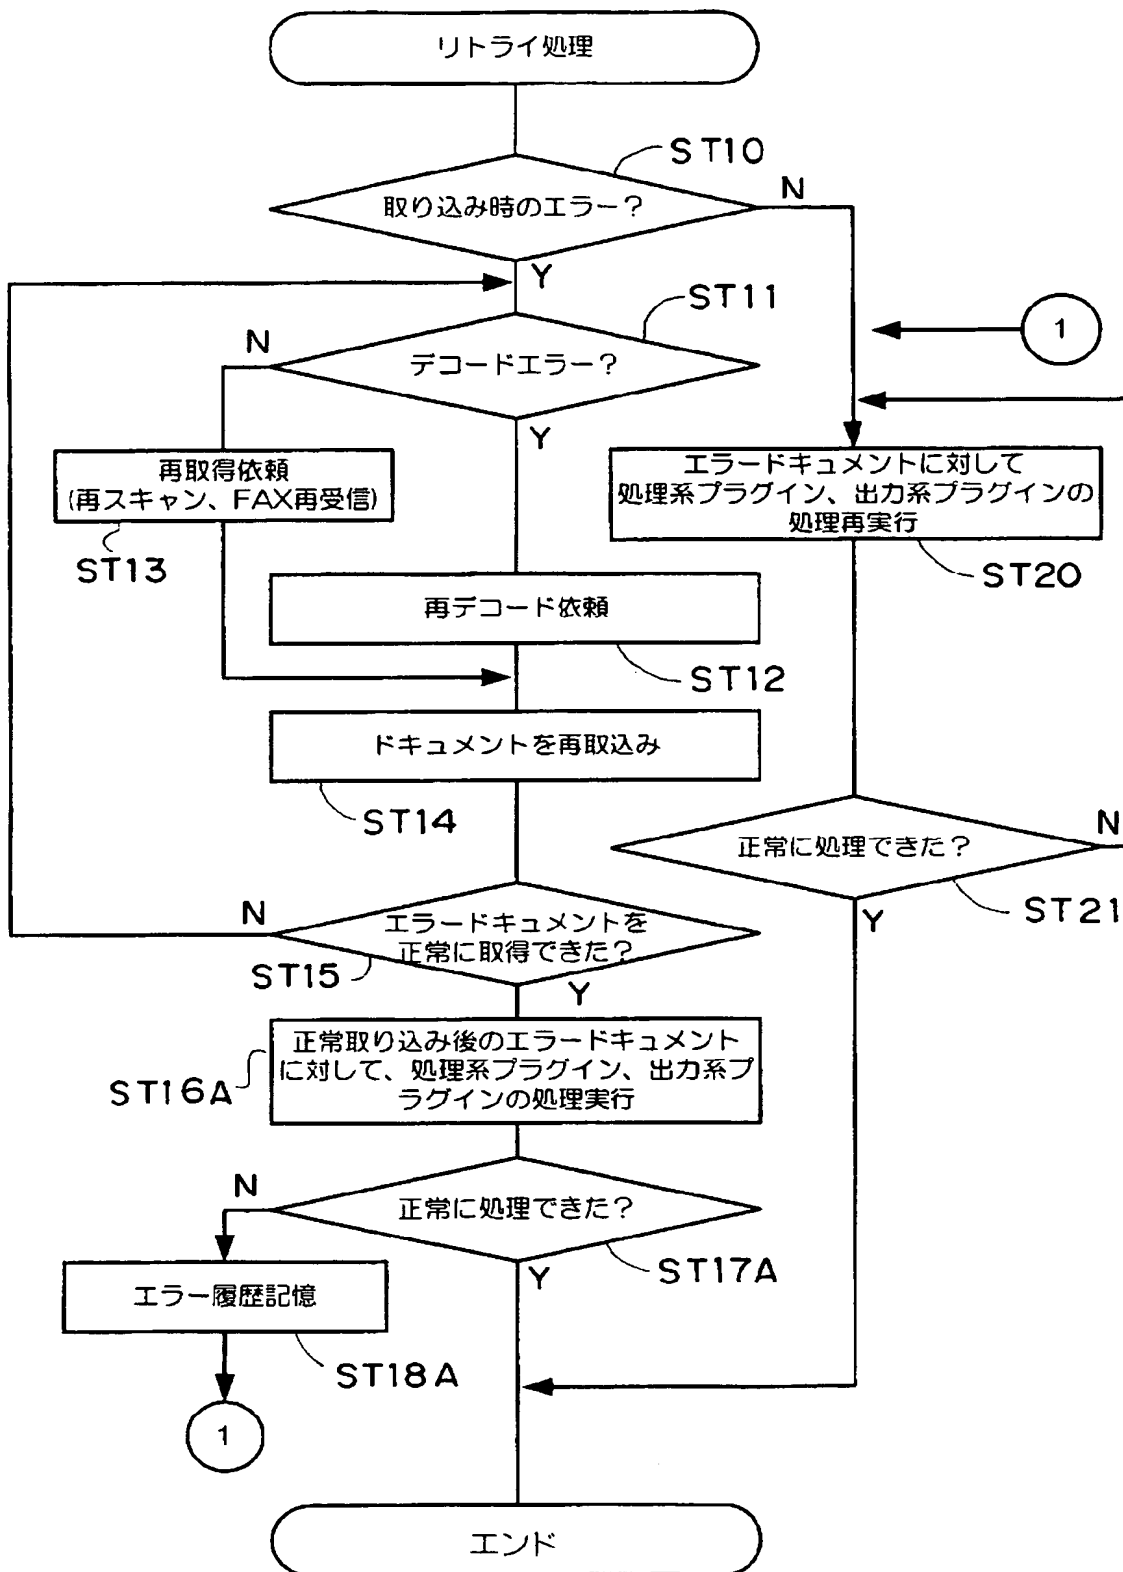 リトライ処理
ST10
取り込み時のエラー？
N
Y
ST11
1
N
デコードエラー？
Y
再取得依頼
(再スキャン、FAX再受信)
エラードキュメントに対して
処理系プラグイン、出力系プラグインの
処理再実行
ST13
ST20
再デコード依頼
ST12
ドキュメントを再取込み
ST14
正常に処理できた？
N
ST21
Y
N
エラードキュメントを
正常に取得できた？
ST15
Y
正常取り込み後のエラードキュメント
に対して、処理系プラグイン、出力系プ
ラグインの処理実行
ST16A
N
正常に処理できた？
ST17A
Y
エラー履歴記憶
ST18A
1
エンド